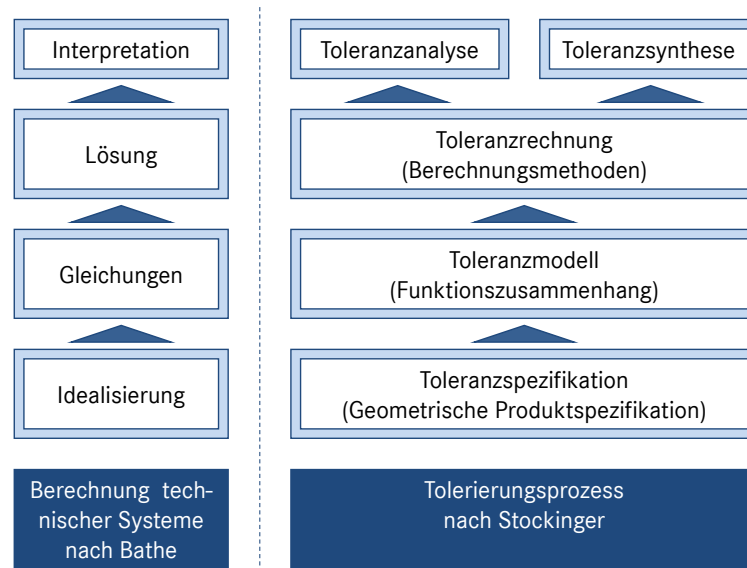 Interpretation
Lösung
Gleichungen
Idealisierung
Berechnung tech-
nischer Systeme
nach Bathe
Toleranzanalyse
Toleranzsynthese
Toleranzrechnung
(Berechnungsmethoden)
Toleranzmodell
(Funktionszusammenhang)
Toleranzspezifikation
(Geometrische Produktspezifikation)
Tolerierungsprozess
nach Stockinger